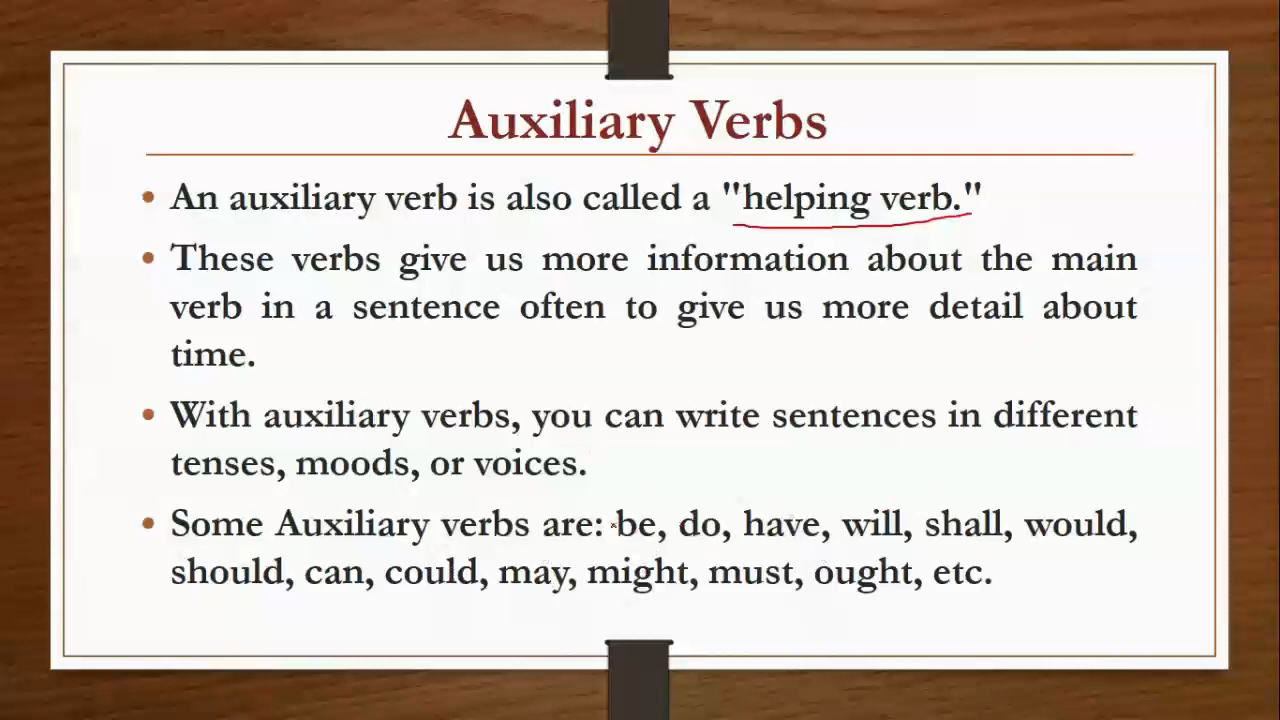 Auxiliary Verbs
• An auxiliary verb is also called a "helping verb."
• These verbs give us more information about the main
verb in a sentence often to give us more detail about
time.
• With auxiliary verbs, you can write sentences in different
tenses, moods, or voices.
• Some Auxiliary verbs are: be, do, have, will, shall, would,
should, can, could, may, might, must, ought, etc.